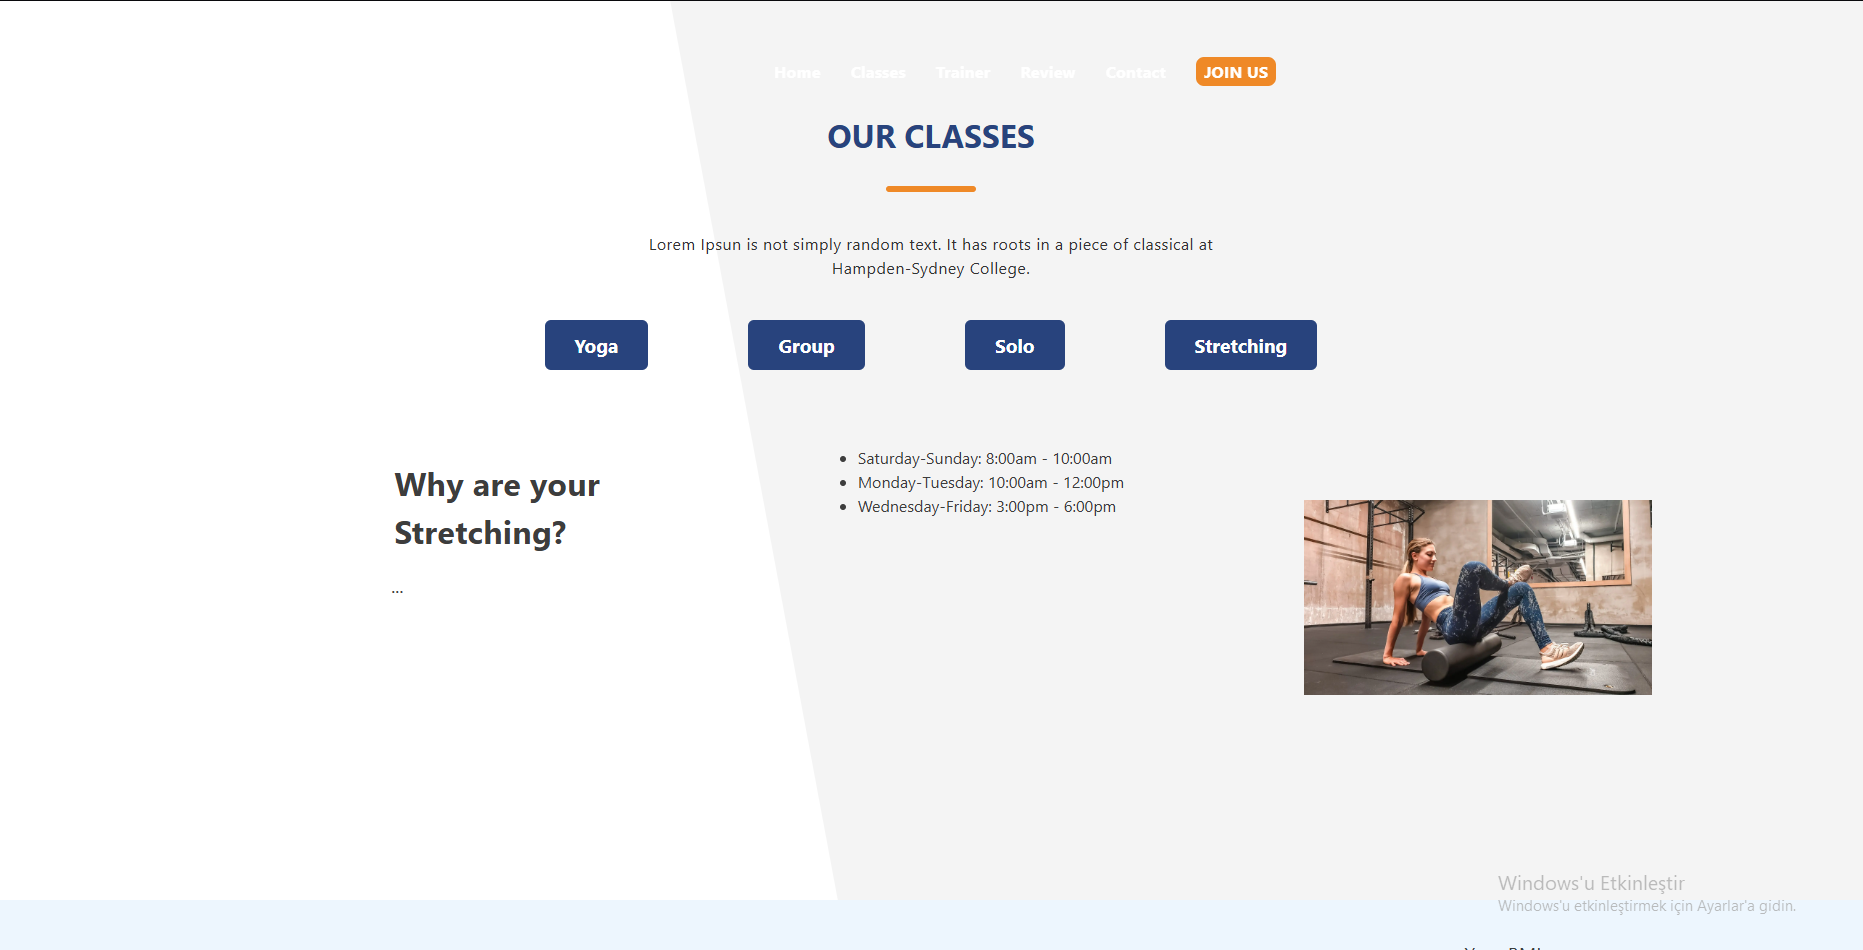 Home Classes Trainer Review Contact JOIN US
OUR CLASSES
Lorem Ipsun is not simply random text. It has roots in a piece of classical at
Hampden-Sydney College.
Yoga Group Solo Stretching
Why are your
Stretching?
...
Saturday-Sunday: 8:00am - 10:00am
Monday-Tuesday: 10:00am - 12:00pm
Wednesday-Friday: 3:00pm - 6:00pm
Windows'u Etkinleştir
Windows'u etkinleştirmek için Ayarlar'a gidin.